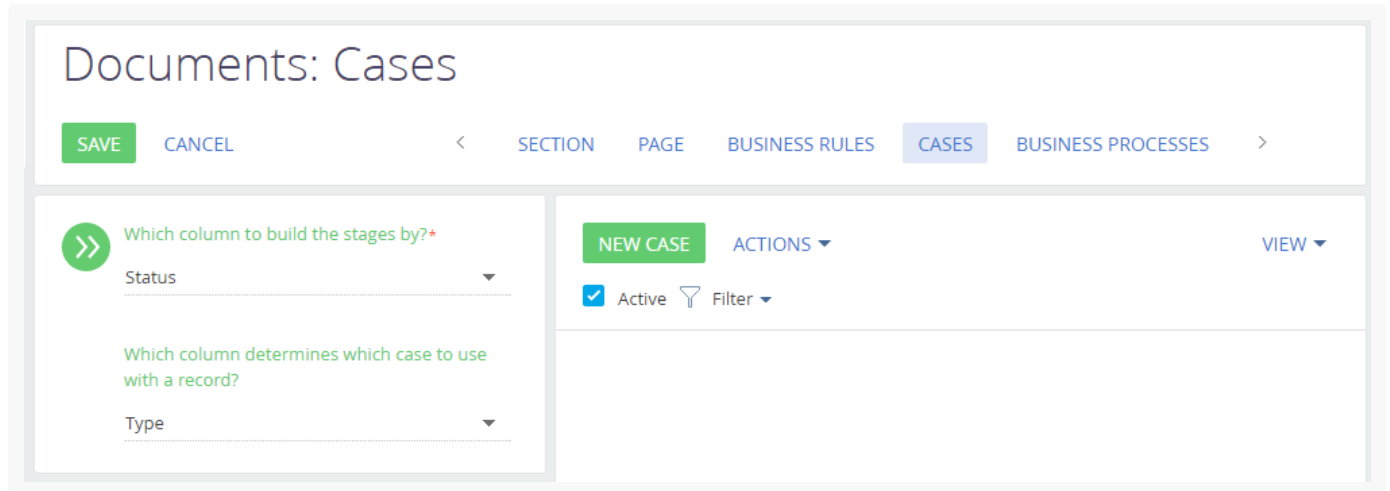 Documents: Cases
SAVE CANCEL < SECTION PAGE BUSINESS RULES CASES BUSINESS PROCESSES >
Which column to build the stages by?*
Status
Which column determines which case to use
with a record?
Type
NEW CASE ACTIONS VIEW
Active Filter